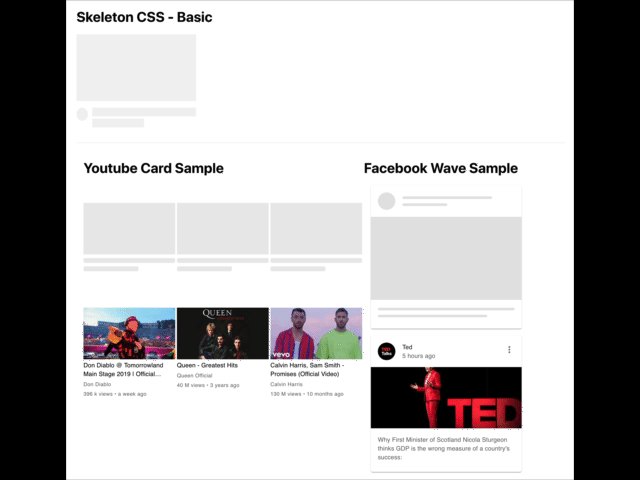 Skeleton CSS - Basic
Youtube Card Sample
Facebook Wave Sample
QUEEN
vevo
Don Diablo @ Tomorrowland
Main Stage 2019 | Official...
Don Diablo
396 k views • a week ago
Queen - Greatest Hits
Queen Official
40 M views • 3 years ago
Calvin Harris, Sam Smith -
Promises (Official Video)
Calvin Harris
130 M views • 10 months ago
TED
Talks
Ted
5 hours ago
TED
Why First Minister of Scotland Nicola Sturgeon
thinks GDP is the wrong measure of a country's
success: